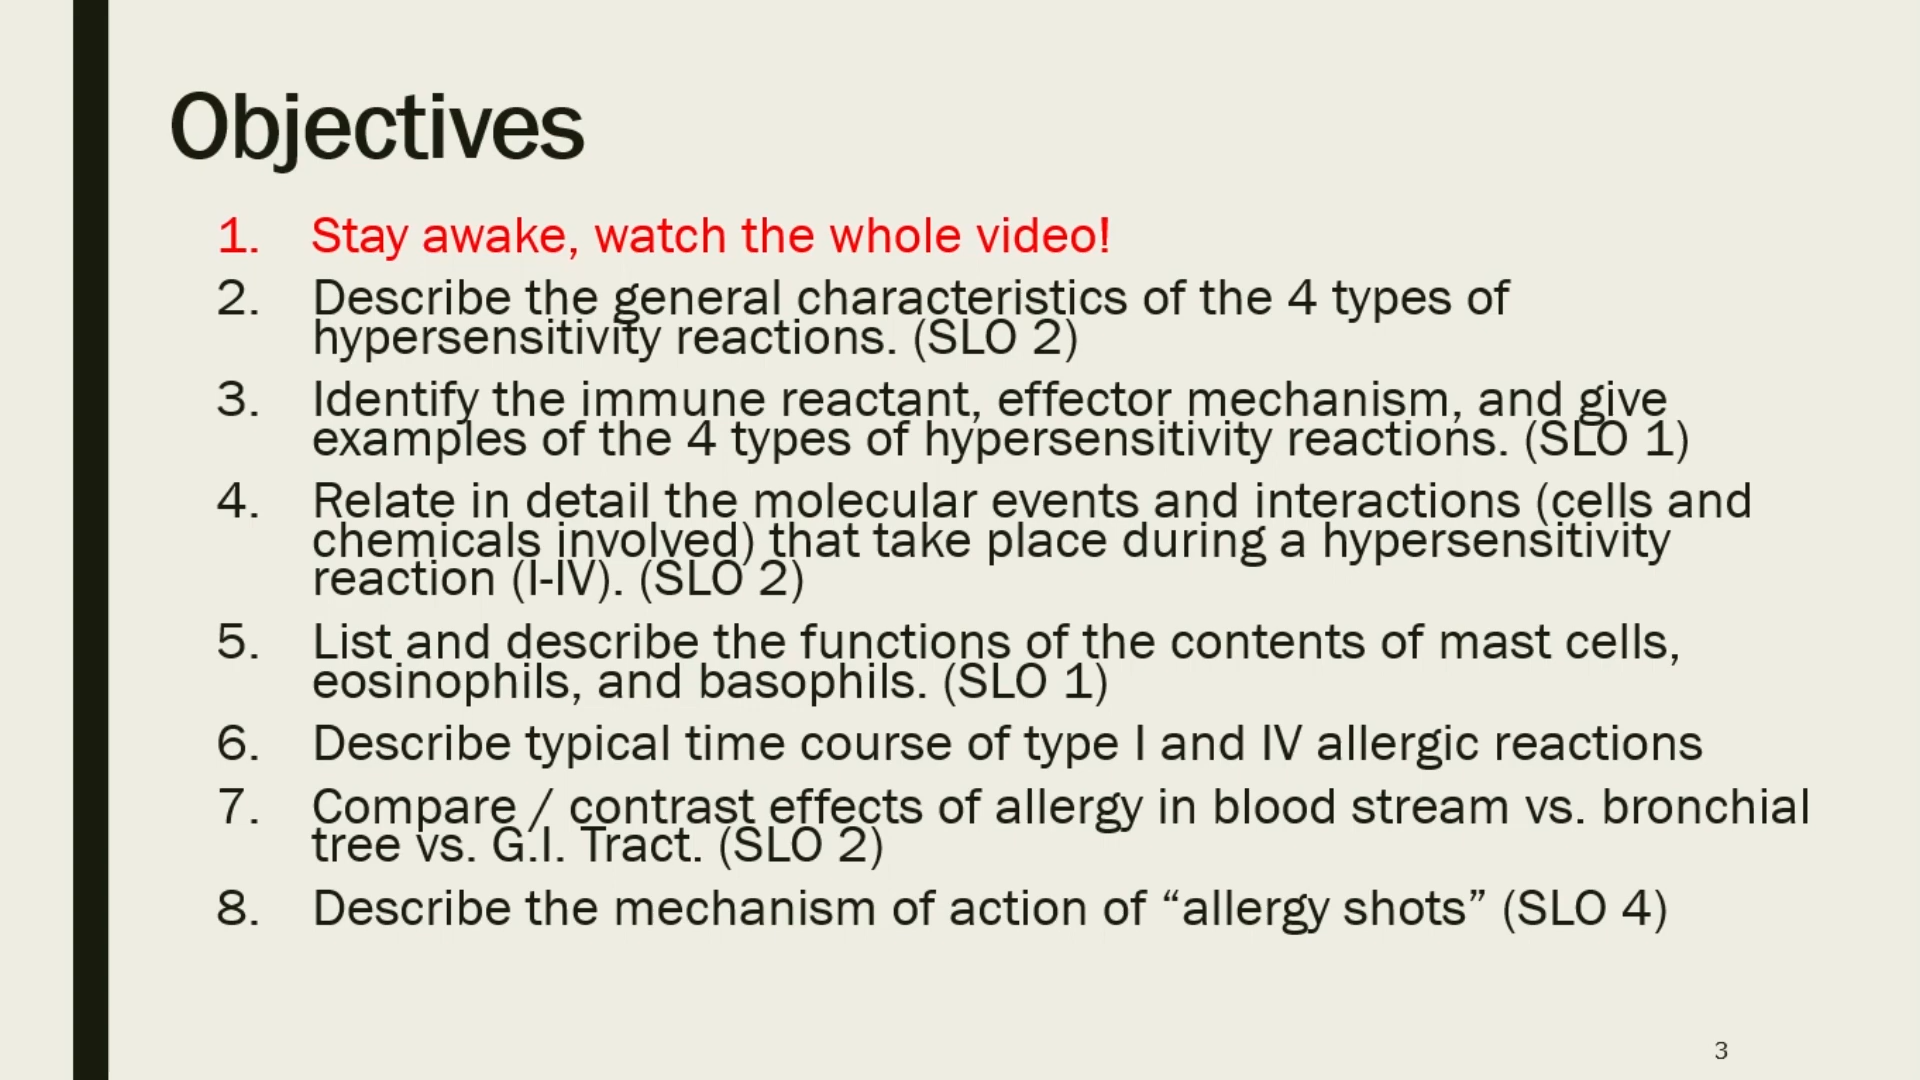 Objectives
1. Stay awake, watch the whole video!
2. Describe the general characteristics of the 4 types of
hypersensitivity reactions. (SLO 2)
3. Identify the immune reactant, effector mechanism, and give
examples of the 4 types of hypersensitivity reactions. (SLO 1)
4. Relate in detail the molecular events and interactions (cells and
chemicals involved) that take place during a hypersensitivity
reaction (I-IV). (SLO 2)
5. List and describe the functions of the contents of mast cells,
eosinophils, and basophils. (SLO 1)
6. Describe typical time course of type I and IV allergic reactions
7. Compare / contrast effects of allergy in blood stream vs. bronchial
tree vs. G.I. Tract. (SLO 2)
8. Describe the mechanism of action of “allergy shots” (SLO 4)
3